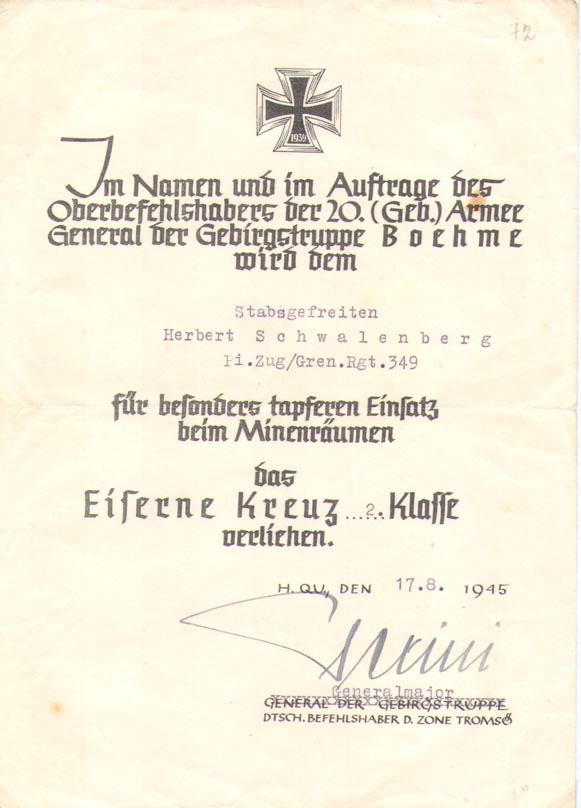 72
1939
Im Namen und im Auftrage des
Oberbefehlshabers der 20. (Geb.) Armee
General der Gebirgstruppe Boehme
wird dem
Stabsgefreiten
Herbert Schwalenberg
Pi.Zug/Gren.Rgt.349
für besonders tapferen Einsatz
beim Minenräumen
das
Eiserne Kreuz ...2.. Klasse
verliehen.
H. QU., DEN 17.8. 1945
Generalmajor
GENERAL DER GEBIRGSTRUPPE
DTSCH. BEFEHLSHABER D. ZONE TROMSÖ